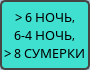 > 6 НОЧЬ,
6-4 НОЧЬ,
> 8 СУМЕРКИ